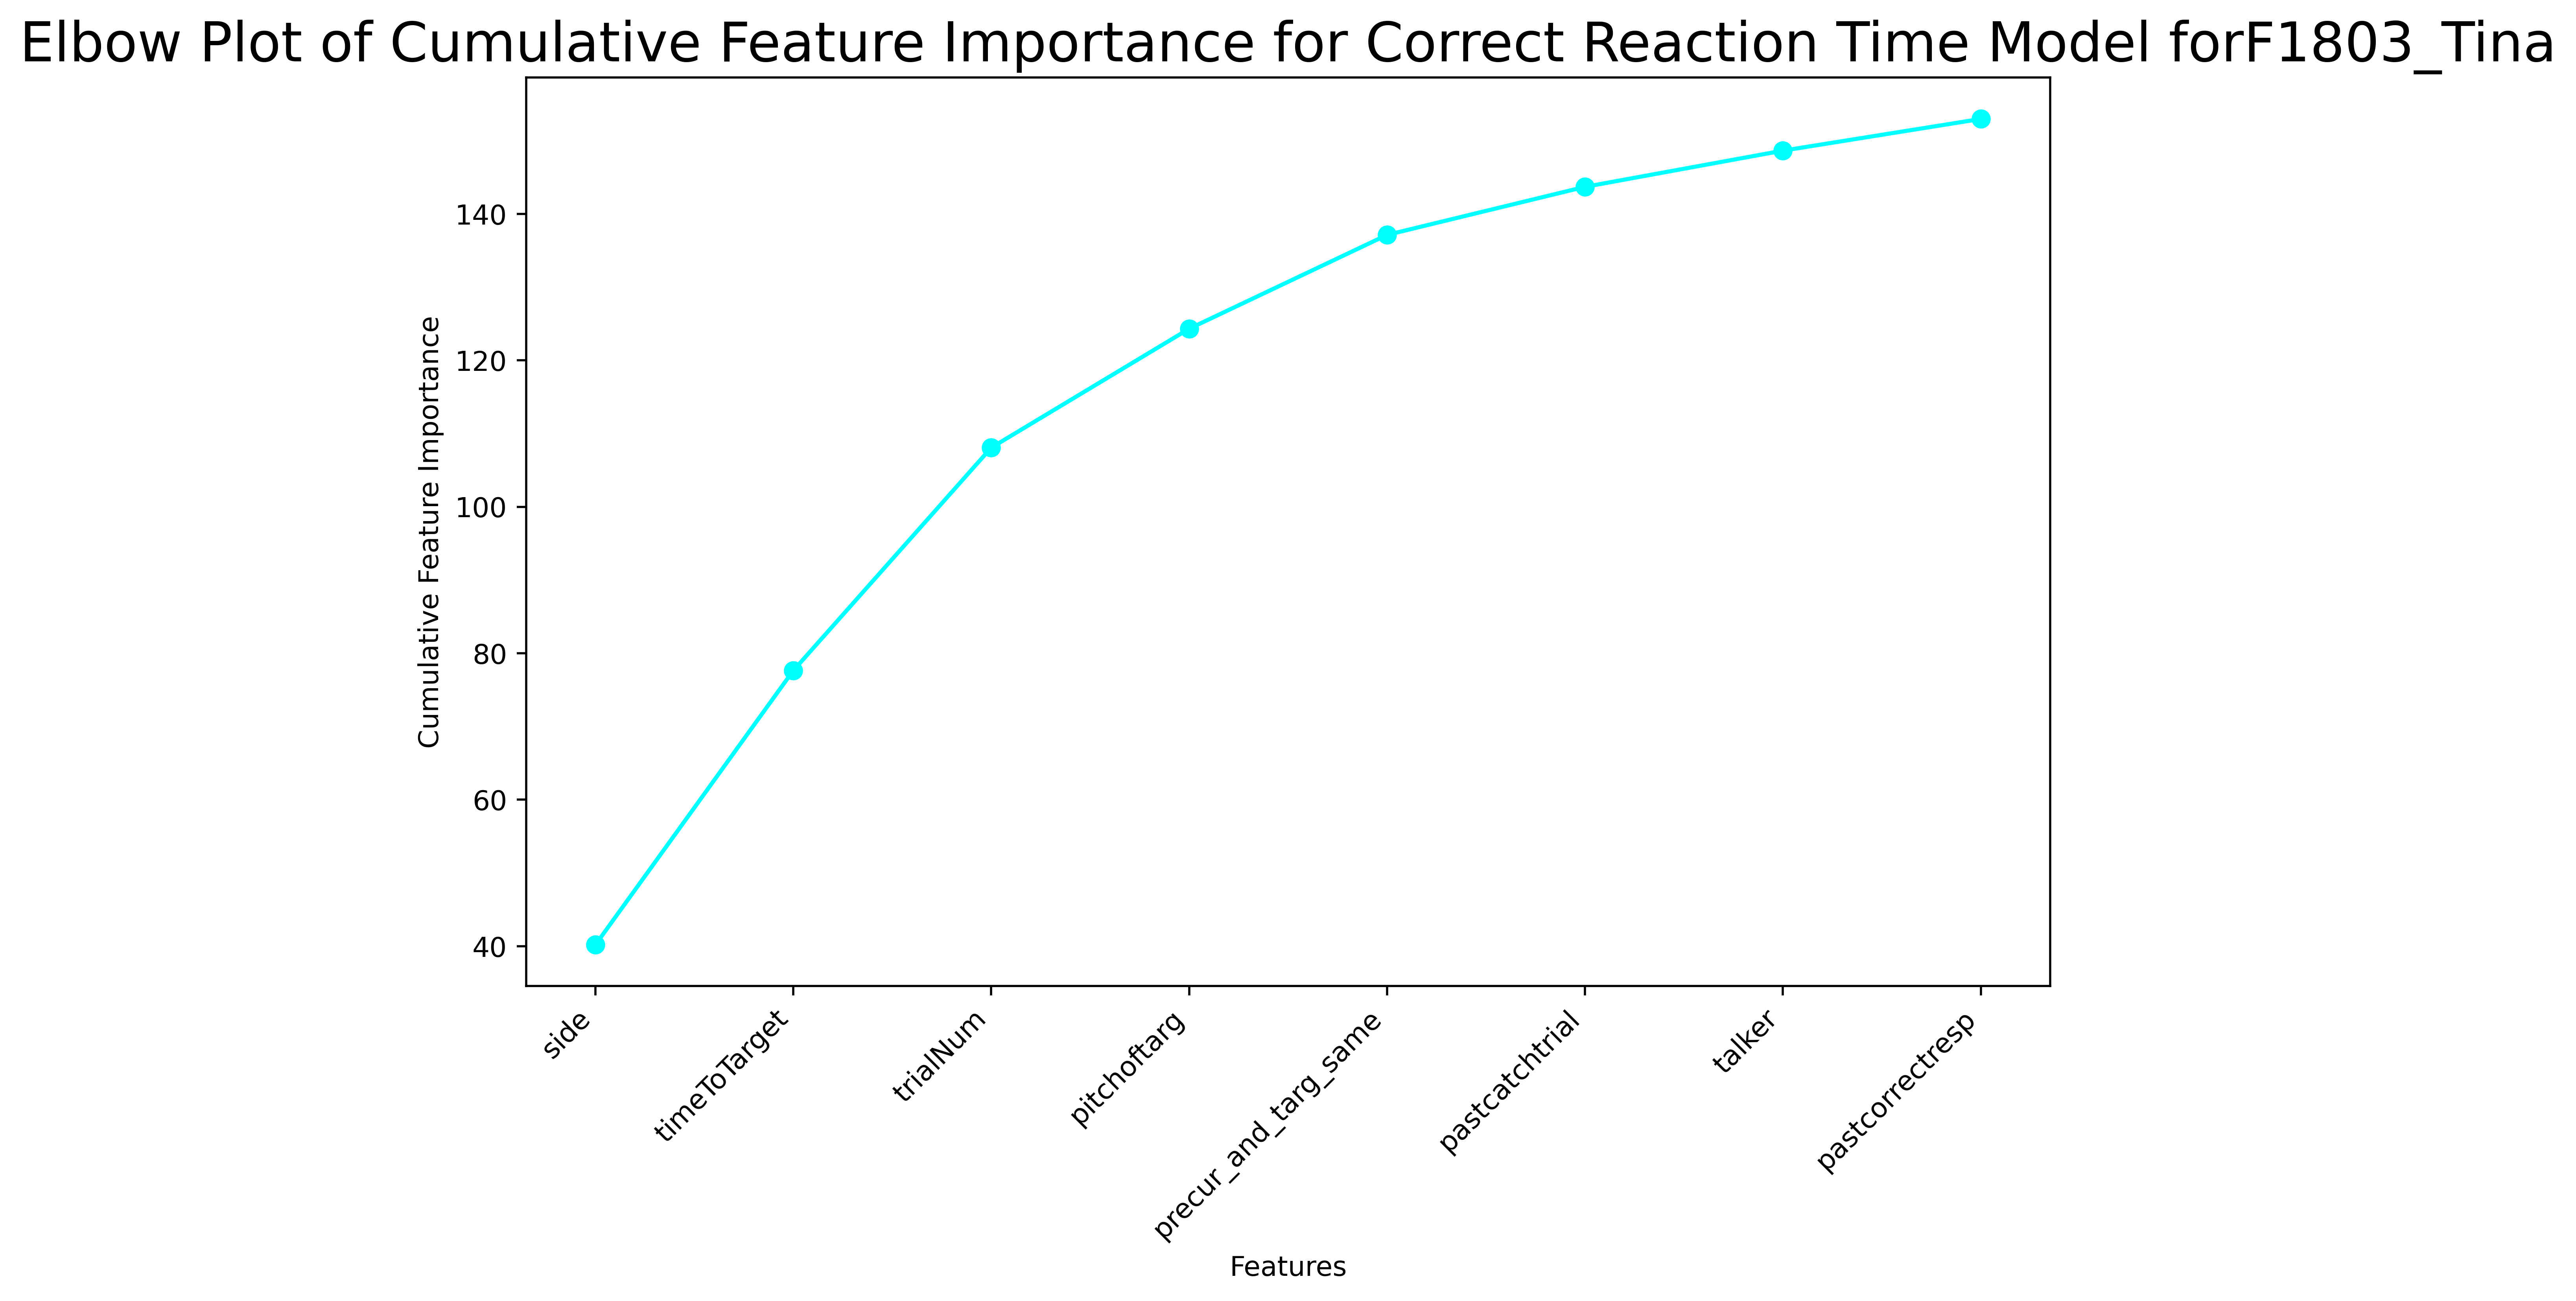 Elbow Plot of Cumulative Feature Importance for Correct Reaction Time Model forF1803_Tina
Cumulative Feature Importance
140
120
100
80
60
40
side
timeToTarget
trialNum
pitchoftarg
precur_and_targ_same
pastcatchtrial
talker
pastcorrectresp
Features